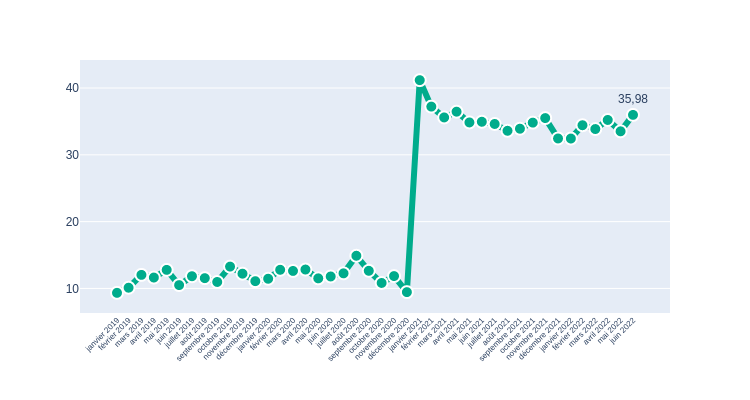 40
30
20
10
35,98
janvier 2019
février 2019
mars 2019
avril 2019
mai 2019
juin 2019
juillet 2019
août 2019
septembre 2019
octobre 2019
novembre 2019
décembre 2019
janvier 2020
février 2020
mars 2020
avril 2020
mai 2020
juin 2020
juillet 2020
août 2020
septembre 2020
octobre 2020
novembre 2020
décembre 2020
janvier 2021
février 2021
mars 2021
avril 2021
mai 2021
juin 2021
juillet 2021
août 2021
septembre 2021
octobre 2021
novembre 2021
décembre 2021
janvier 2022
février 2022
mars 2022
avril 2022
mai 2022
juin 2022